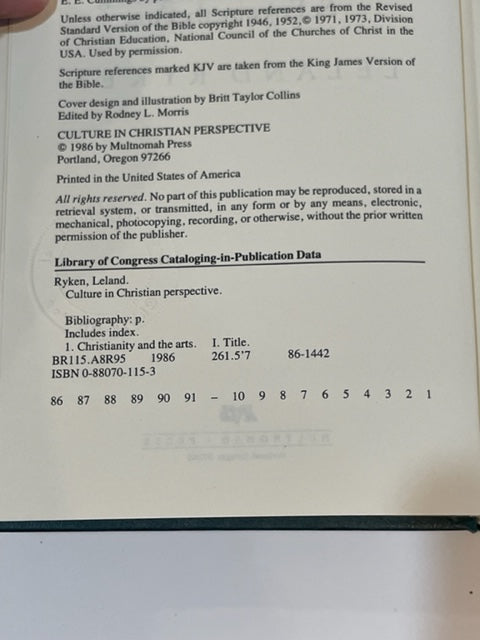 Unless otherwise indicated, all Scripture references are from the Revised
Standard Version of the Bible copyright 1946, 1952, © 1971, 1973, Division
of Christian Education, National Council of the Churches of Christ in the
USA. Used by permission.
Scripture references marked KJV are taken from the King James Version of
the Bible.
Cover design and illustration by Britt Taylor Collins
Edited by Rodney L. Morris
CULTURE IN CHRISTIAN PERSPECTIVE
© 1986 by Multnomah Press
Portland, Oregon 97266
Printed in the United States of America
All rights reserved. No part of this publication may be reproduced, stored in a
retrieval system, or transmitted, in any form or by any means, electronic,
mechanical, photocopying, recording, or otherwise, without the prior written
permission of the publisher.
Library of Congress Cataloging-in-Publication Data
Ryken, Leland.
Culture in Christian perspective.
Bibliography: p.
Includes index.
1. Christianity and the arts. I. Title.
BR115.A8R95 1986 261.5'7 86-1442
ISBN 0-88070-115-3
86 87 88 89 90 91 – 10 9 8 7 6 5 4 3 2 1